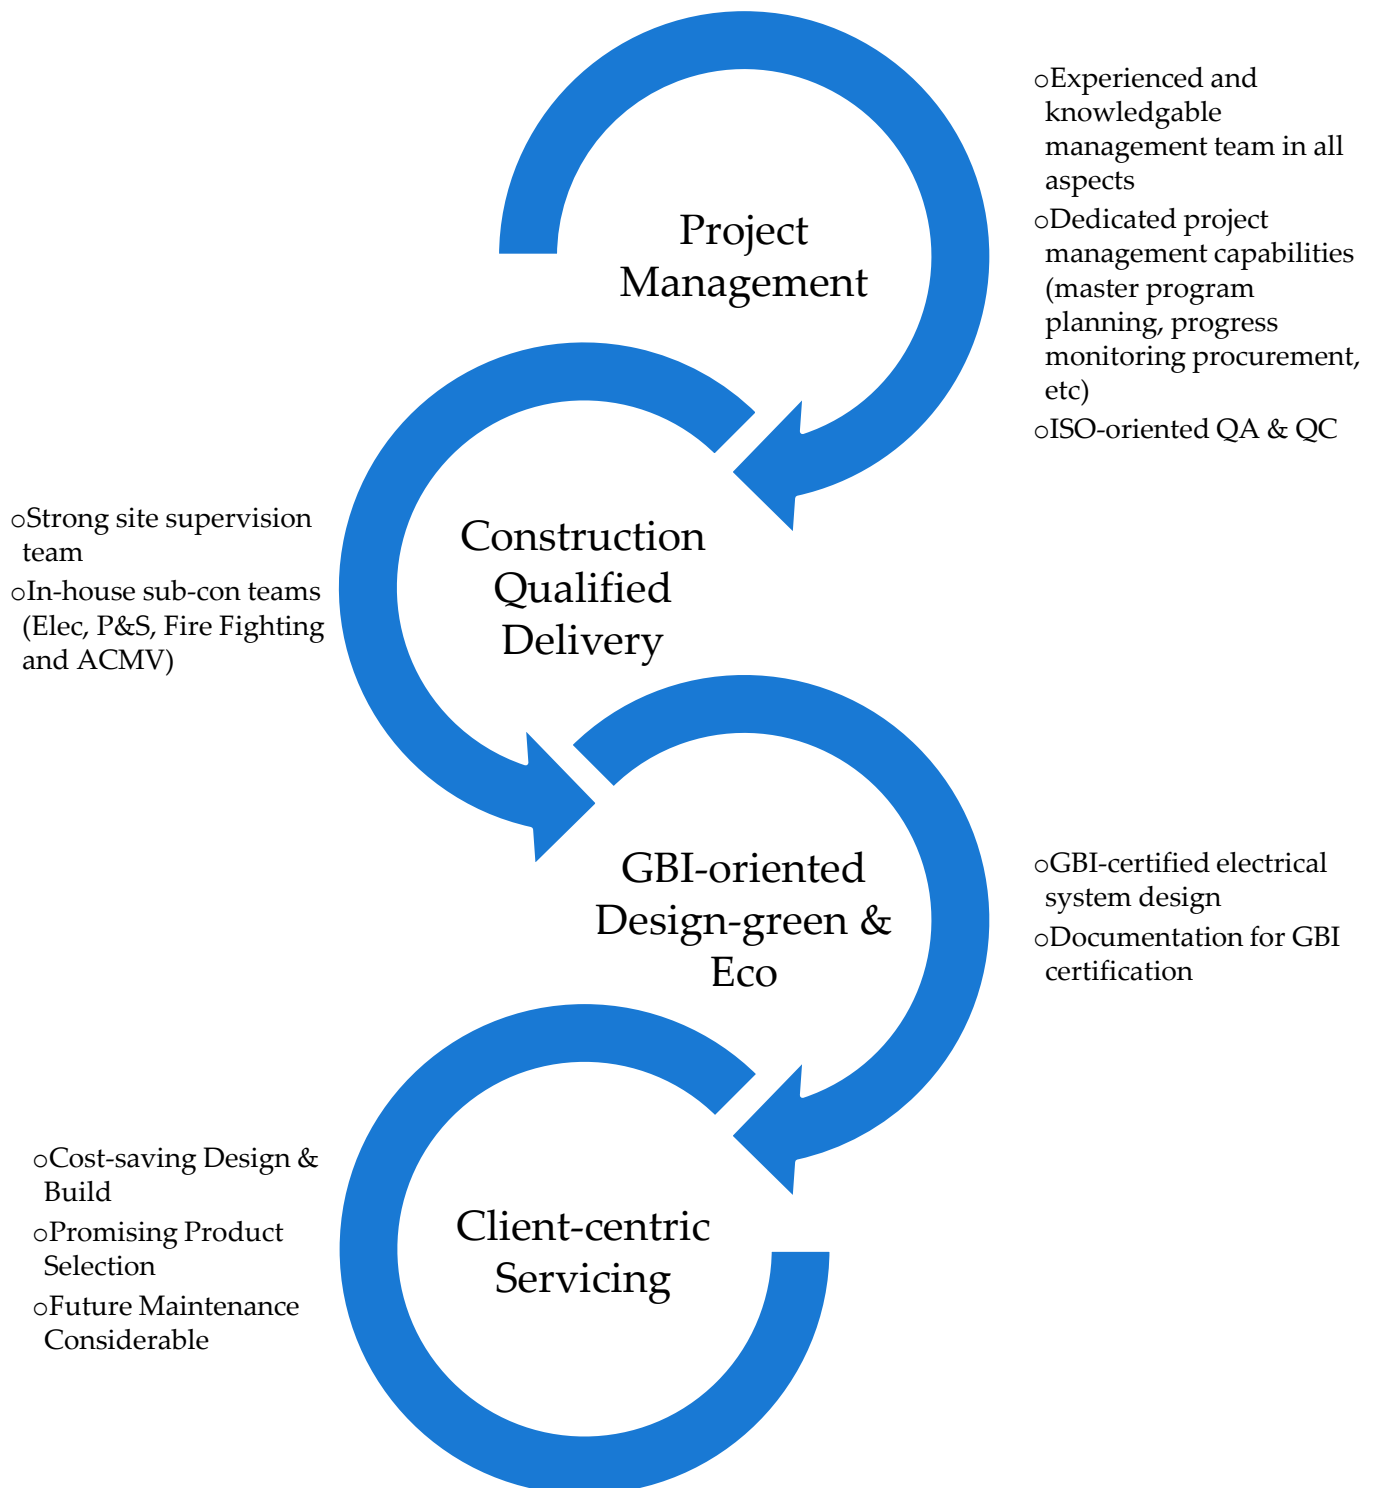 Project
Management
oExperienced and
knowledgable
management team in all
aspects
oDedicated project
management capabilities
(master program
planning, progress
monitoring procurement,
etc)
oISO-oriented QA & QC
Construction
Qualified
Delivery
oStrong site supervision
team
oIn-house sub-con teams
(Elec, P&S, Fire Fighting
and ACMV)
GBI-oriented
Design-green &
Eco
oGBI-certified electrical
system design
oDocumentation for GBI
certification
Client-centric
Servicing
oCost-saving Design &
Build
oPromising Product
Selection
oFuture Maintenance
Considerable